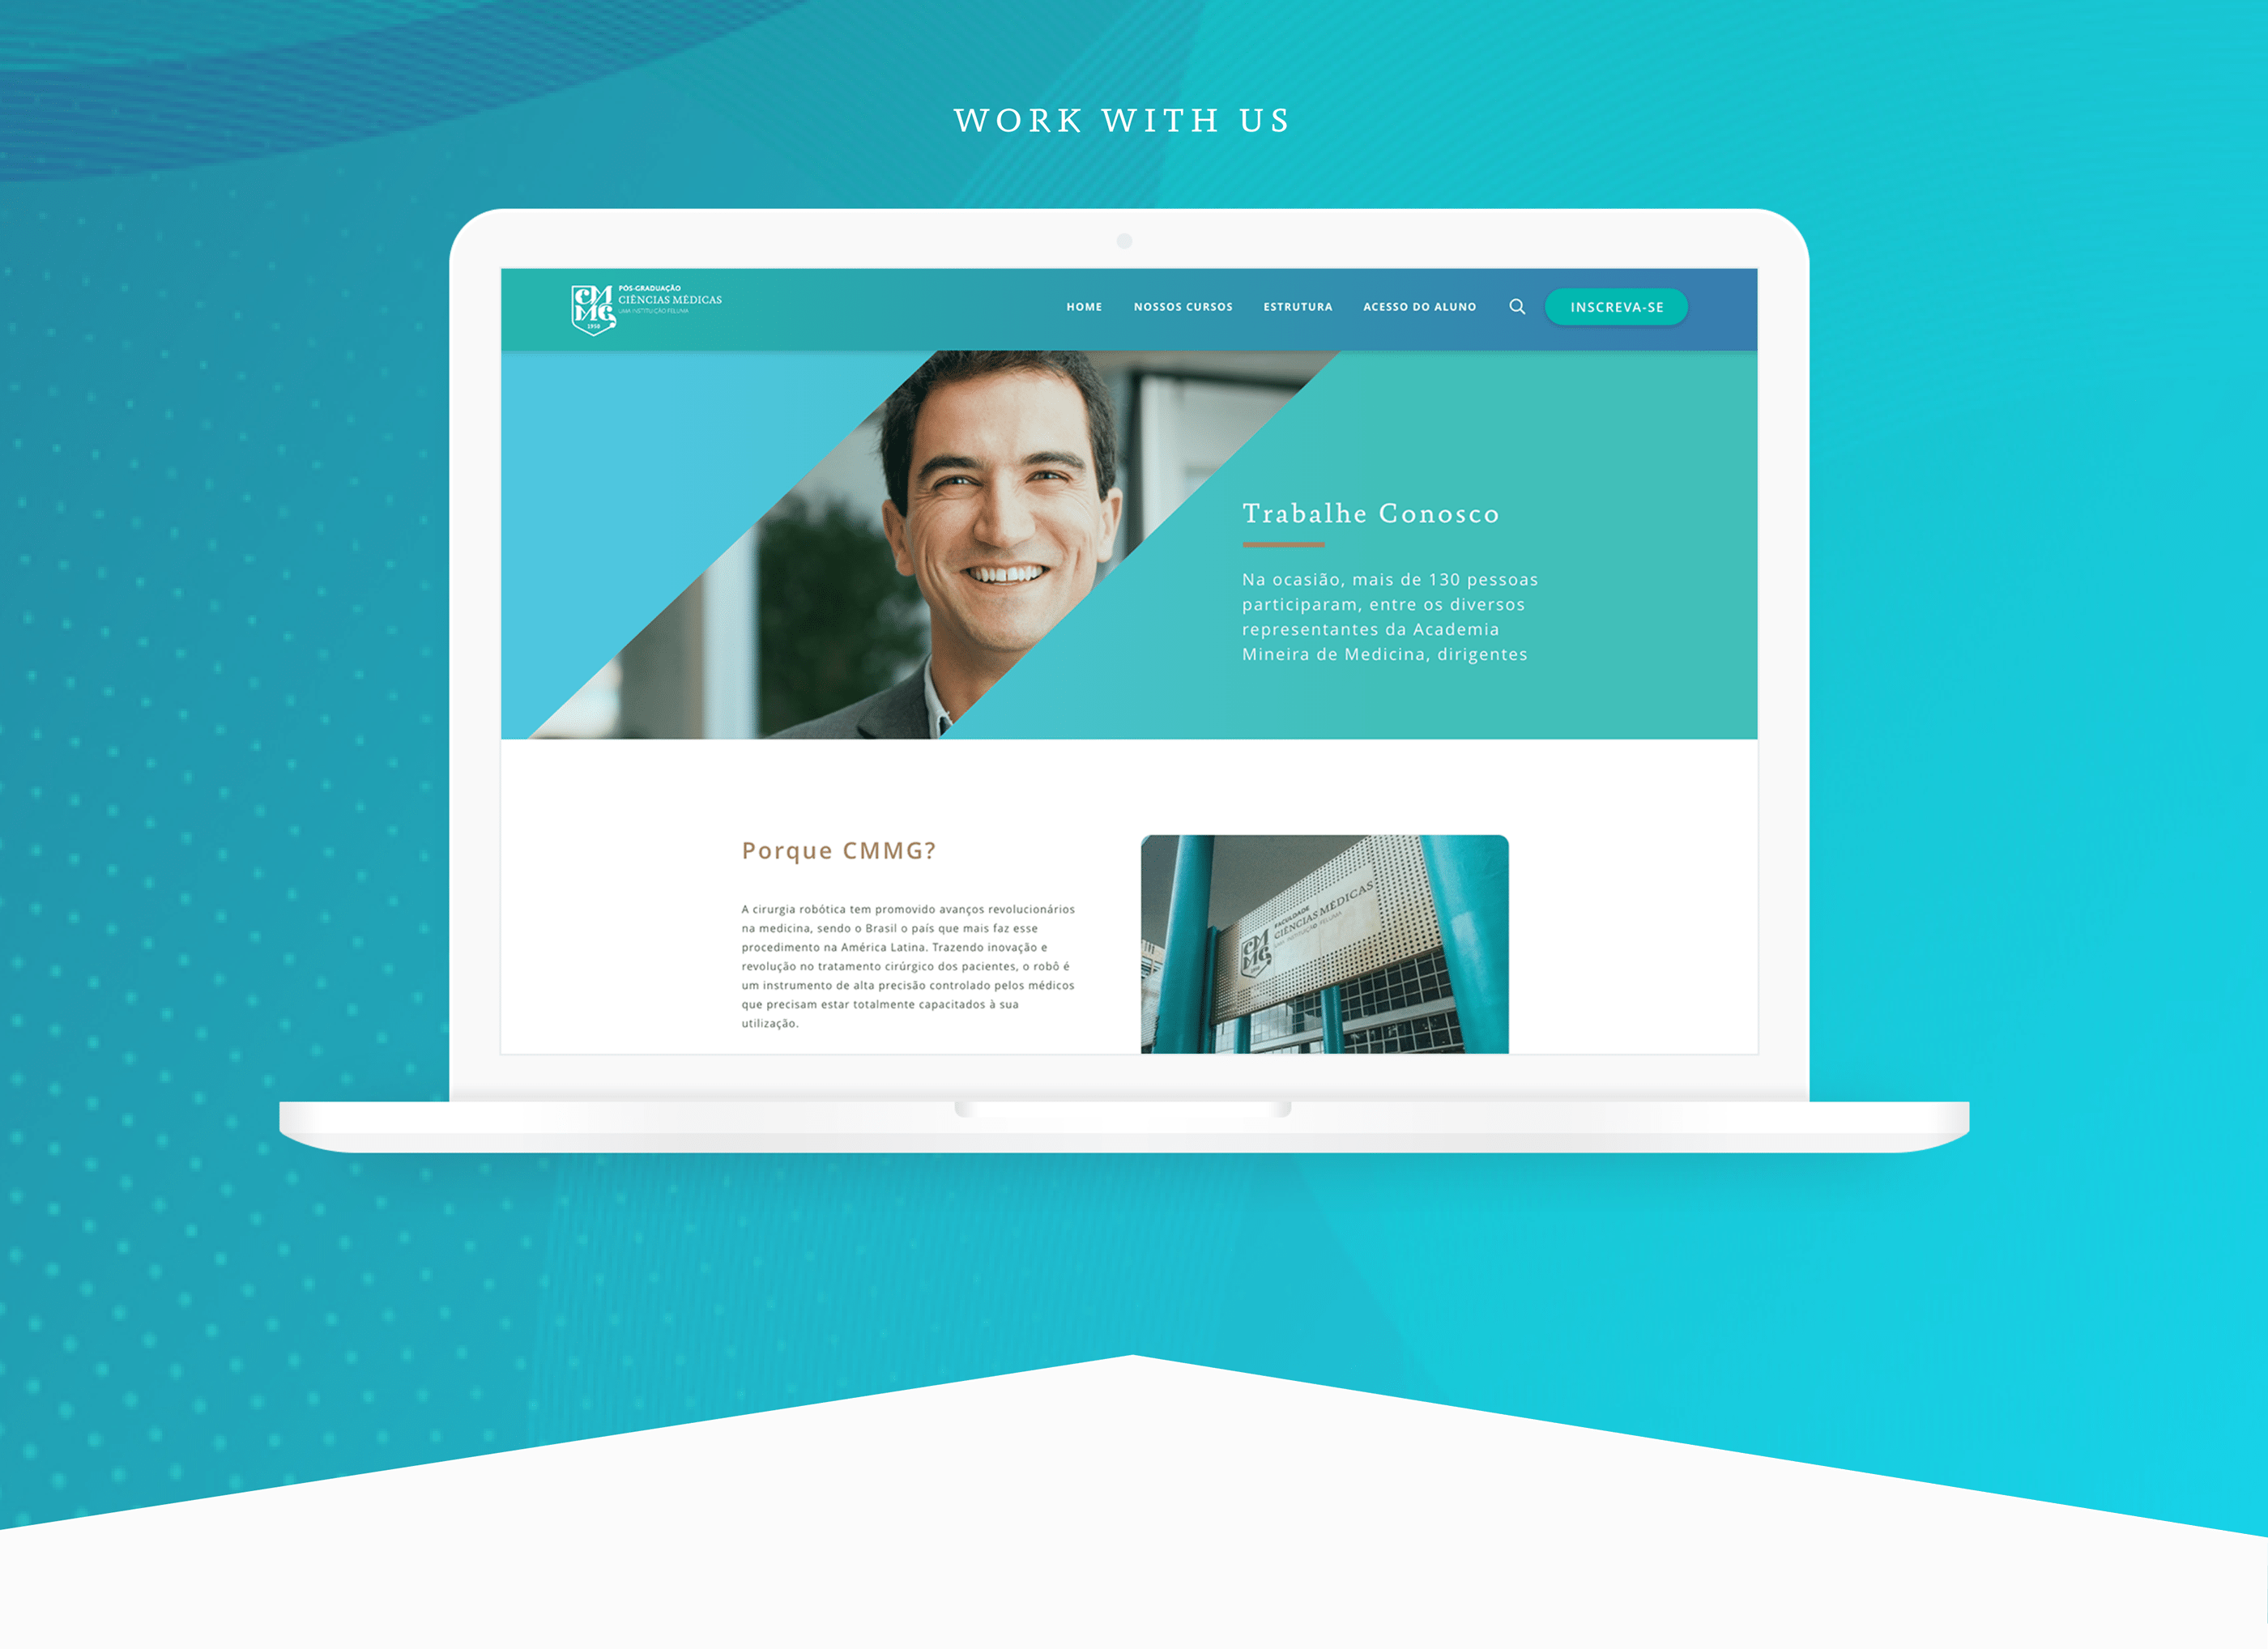 WORK WITH US
CM
MG
1950
PÓS-GRADUAÇÃO
CIÊNCIAS MÉDICAS
UMA INSTITUIÇÃO FELUMA
HOME
NOSSOS CURSOS
ESTRUTURA
ACESSO DO ALUNO
INSCREVA-SE
Trabalhe Conosco
Na ocasião, mais de 130 pessoas
participaram, entre os diversos
representantes da Academia
Mineira de Medicina, dirigentes
Porque CMMG?
A cirurgia robótica tem promovido avanços revolucionários
na medicina, sendo o Brasil o país que mais faz esse
procedimento na América Latina. Trazendo inovação e
revolução no tratamento cirúrgico dos pacientes, o robô é
um instrumento de alta precisão controlado pelos médicos
que precisam estar totalmente capacitados à sua
utilização.
CM
MG
FACULDADE
CIÊNCIAS MÉDICAS
UMA INSTITUIÇÃO FELUMA